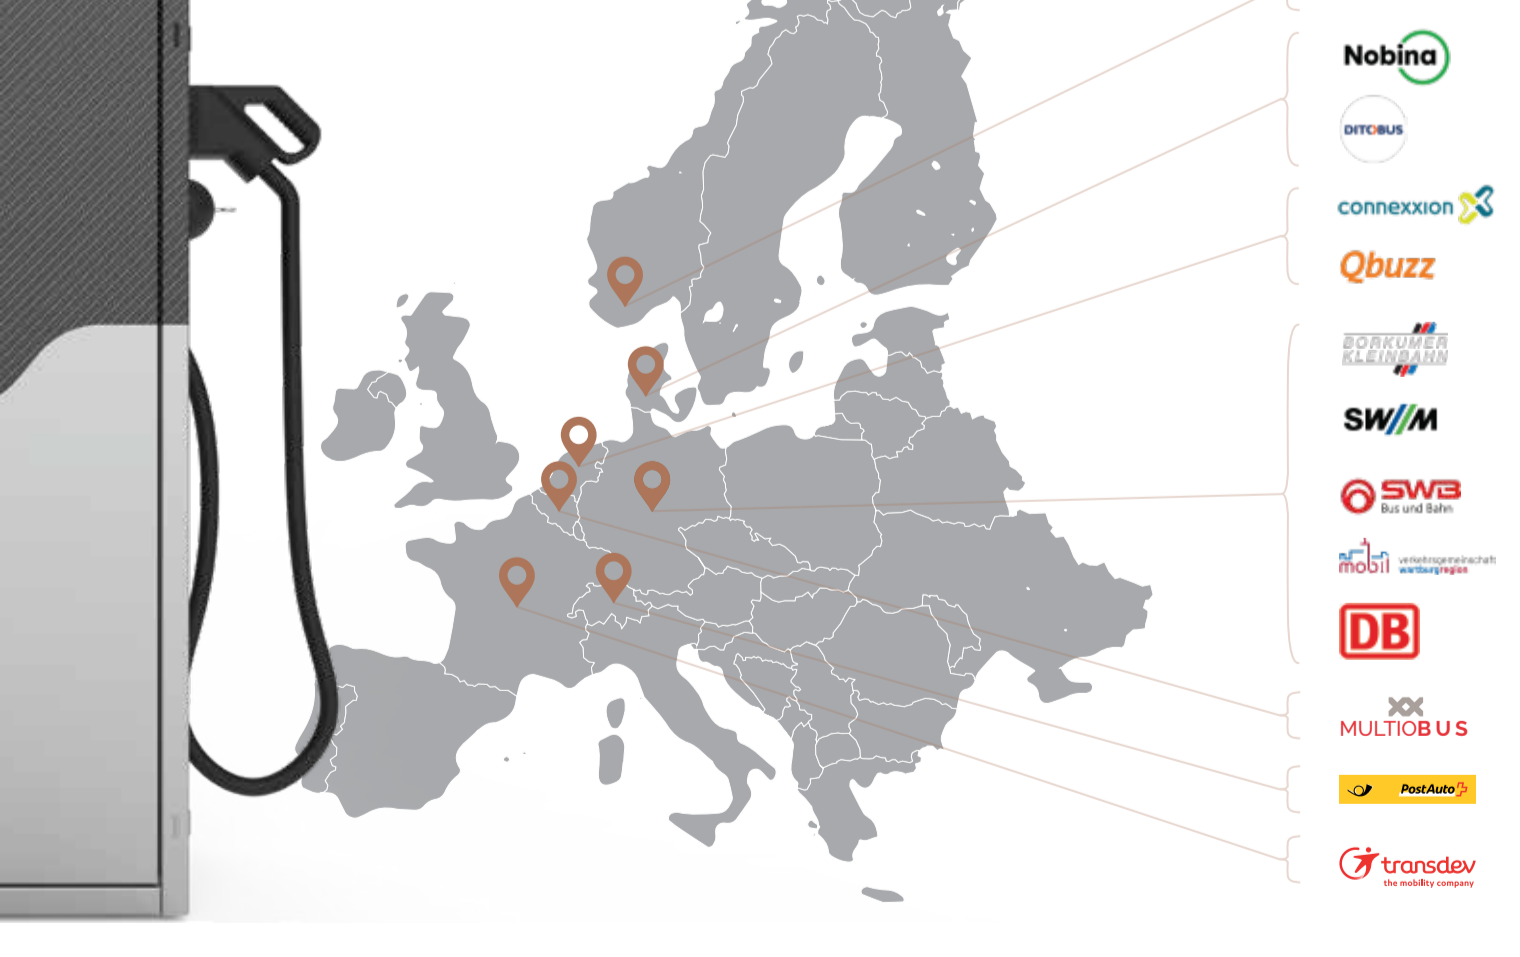 Nobina
DITOBUS
connexxion
Qbuzz
BORKUMER
KLEINBAHN
SW//M
SWB
Bus und Bahn
mobil verkehrsgemeinschaft
wartburgregion
DB
MULTIOBUS
PostAuto
transdev
the mobility company